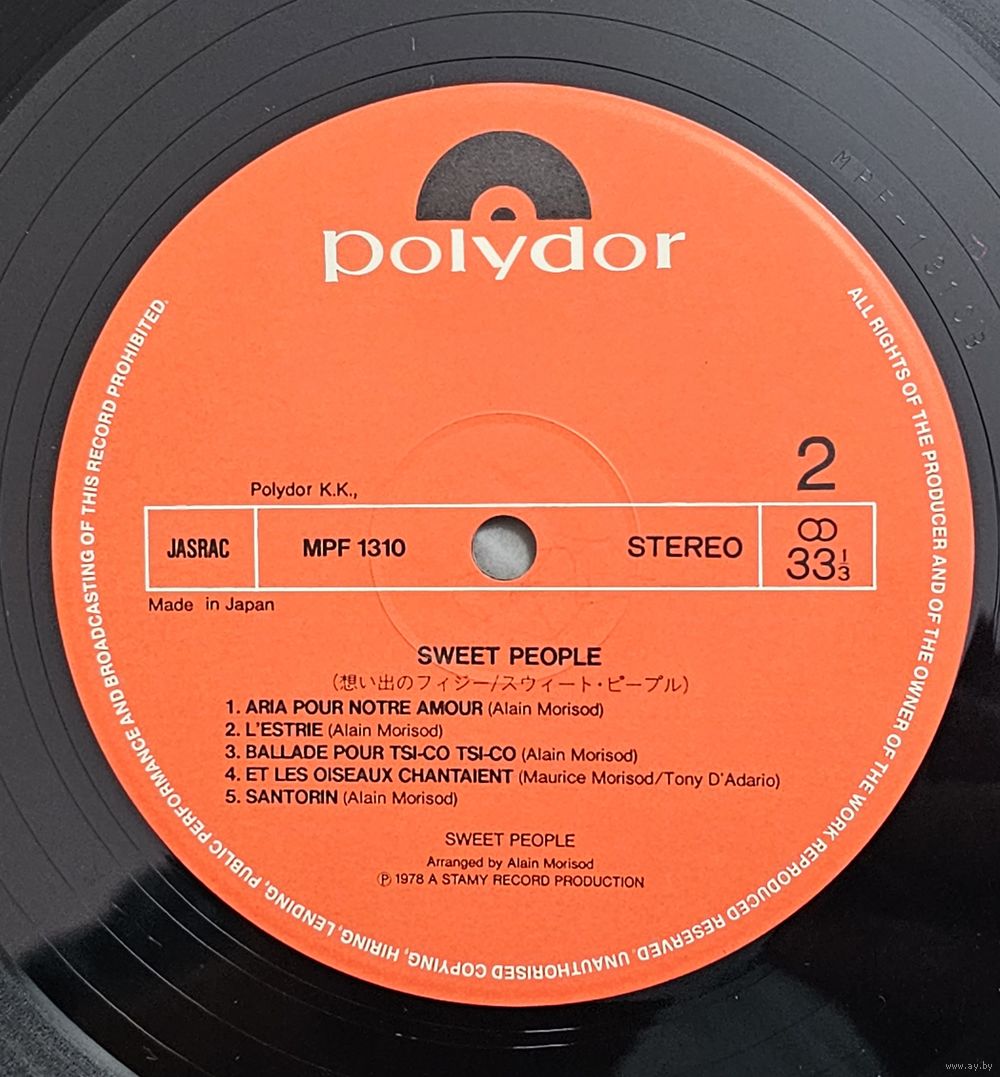 polydor
2
Polydor K.K.,
JASRAC
MPF 1310
STEREO
33⅓
Made in Japan
SWEET PEOPLE
(想い出のフィジー/スウィート・ピープル)
1. ARIA POUR NOTRE AMOUR (Alain Morisod)
2. L'ESTRIE (Alain Morisod)
3. BALLADE POUR TSI-CO TSI-CO (Alain Morisod)
4. ET LES OISEAUX CHANTAIENT (Maurice Morisod/Tony D'Adario)
5. SANTORIN (Alain Morisod)
SWEET PEOPLE
Arranged by Alain Morisod
℗ 1978 A STAMY RECORD PRODUCTION
ALL RIGHTS OF THE PRODUCER AND OF THE OWNER OF THE WORK REPRODUCED RESERVED. UNAUTHORISED COPYING, HIRING, LENDING, PUBLIC PERFORMANCE AND BROADCASTING OF THIS RECORD PROHIBITED.
www.ay.by